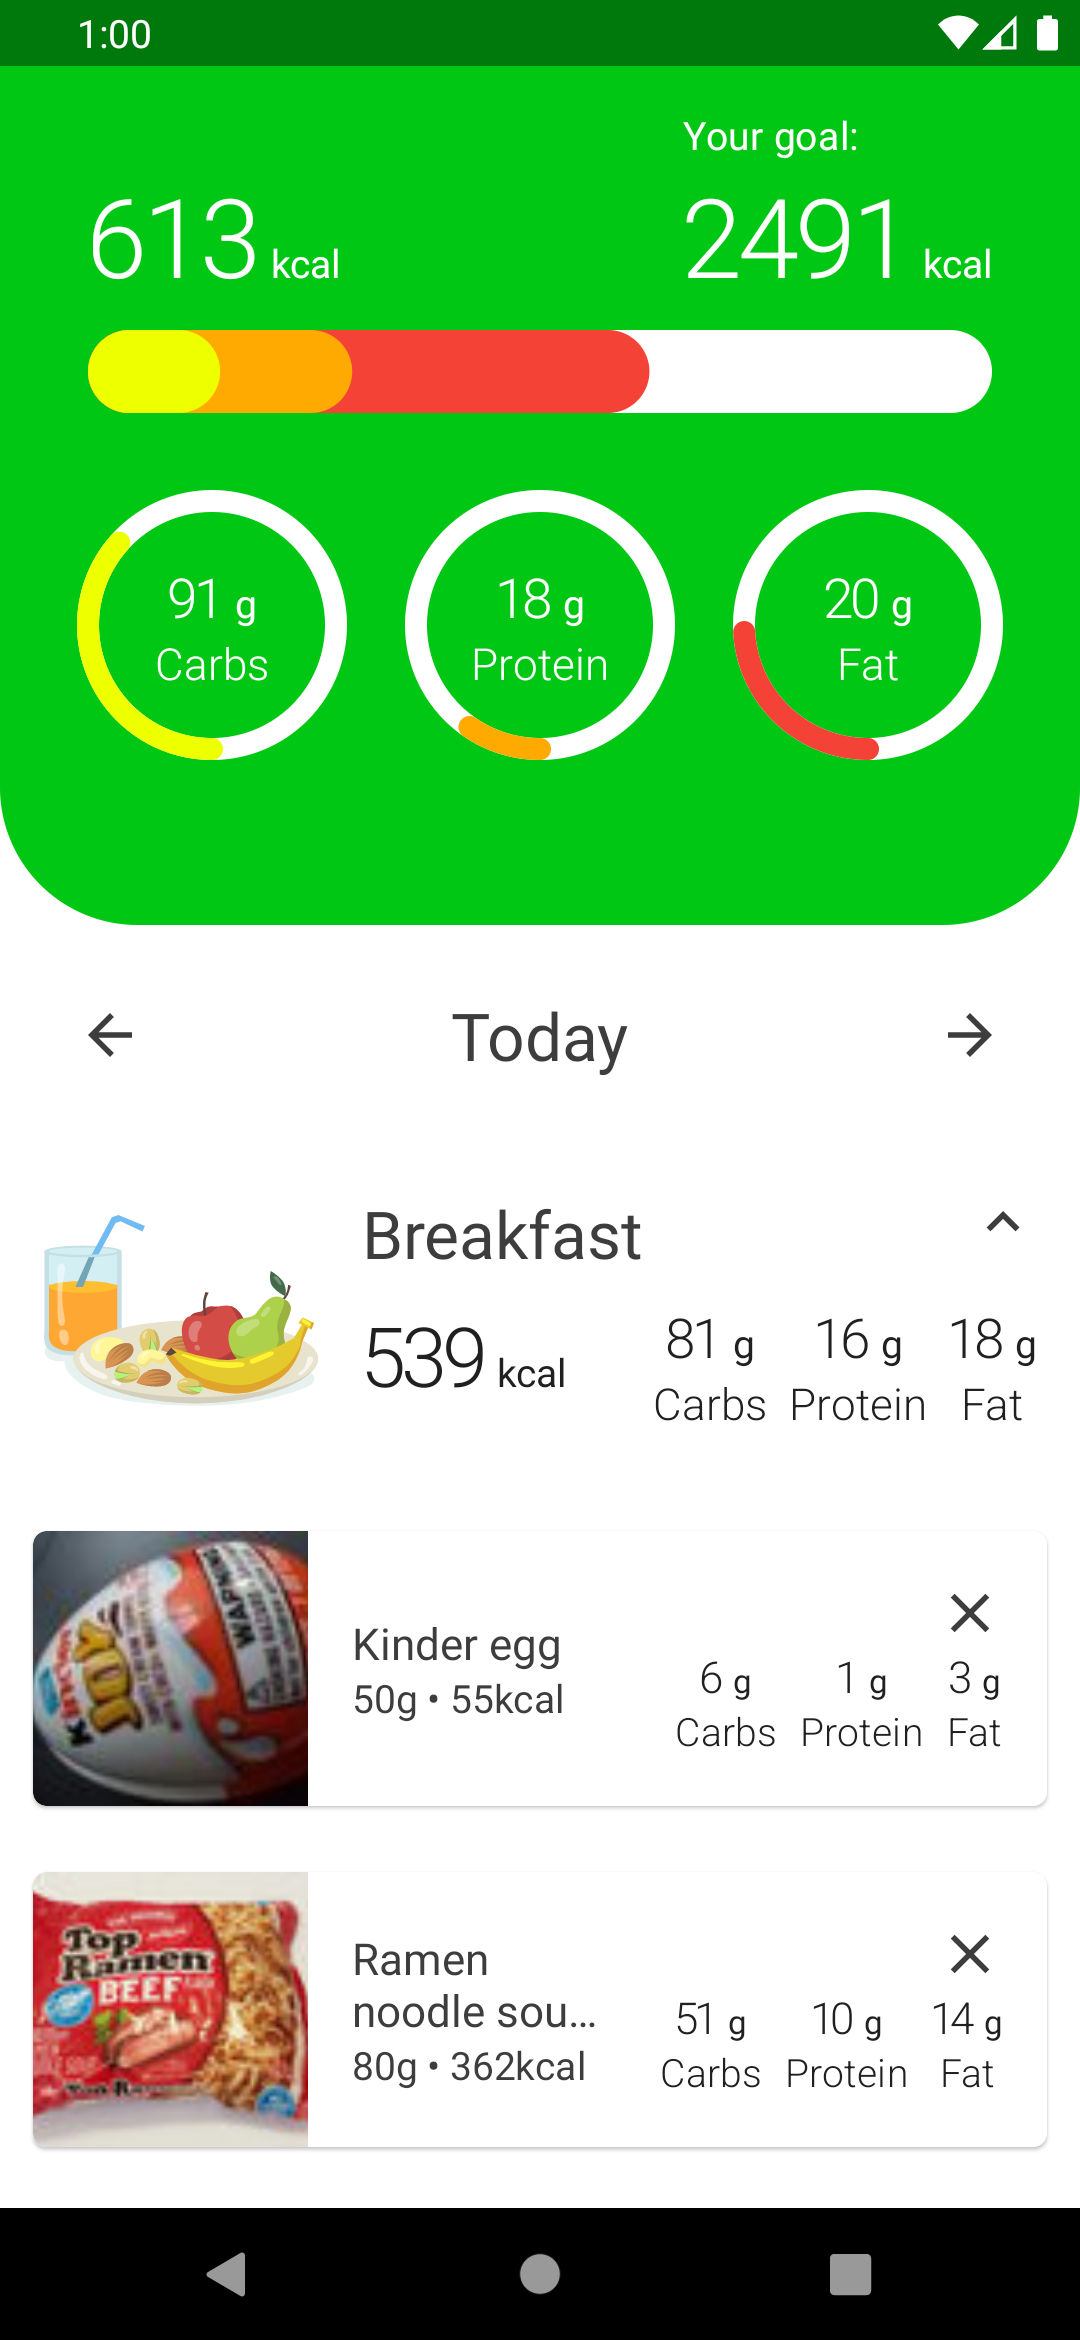 1:00
Your goal:
613 kcal
2491 kcal
91 g
Carbs
18 g
Protein
20 g
Fat
Today
Breakfast
539 kcal
81 g
Carbs
16 g
Protein
18 g
Fat
WARNING
JOY
Kinder egg
50g • 55kcal
6 g
Carbs
1 g
Protein
3 g
Fat
Top
Ramen
BEEF
Ramen
noodle sou...
80g • 362kcal
51 g
Carbs
10 g
Protein
14 g
Fat